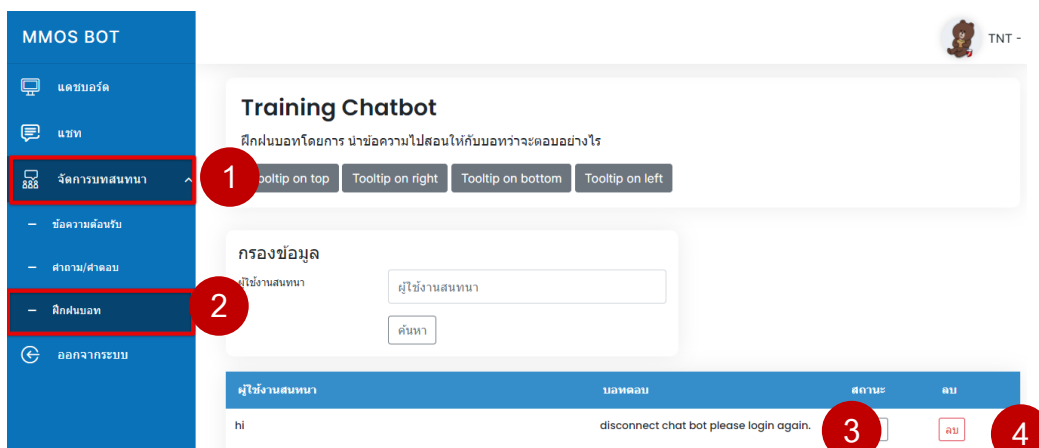 MMOS BOT
TNT -
แดชบอร์ด
แชท
จัดการบทสนทนา
888
ข้อความต้อนรับ
คำถาม/คำตอบ
ฝึกฝนบอท
ออกจากระบบ
1
2
Training Chatbot
ฝึกฝนบอทโดยการ นำข้อความไปสอนให้กับบอทว่าจะตอบอย่างไร
ooltip on top Tooltip on right Tooltip on bottom Tooltip on left
กรองข้อมูล
ผู้ใช้งานสนทนา ผู้ใช้งานสนทนา
ค้นหา
ผู้ใช้งานสนทนา บอทตอบ สถานะ ลบ
hi disconnect chat bot please login again. 3 ลบ 4